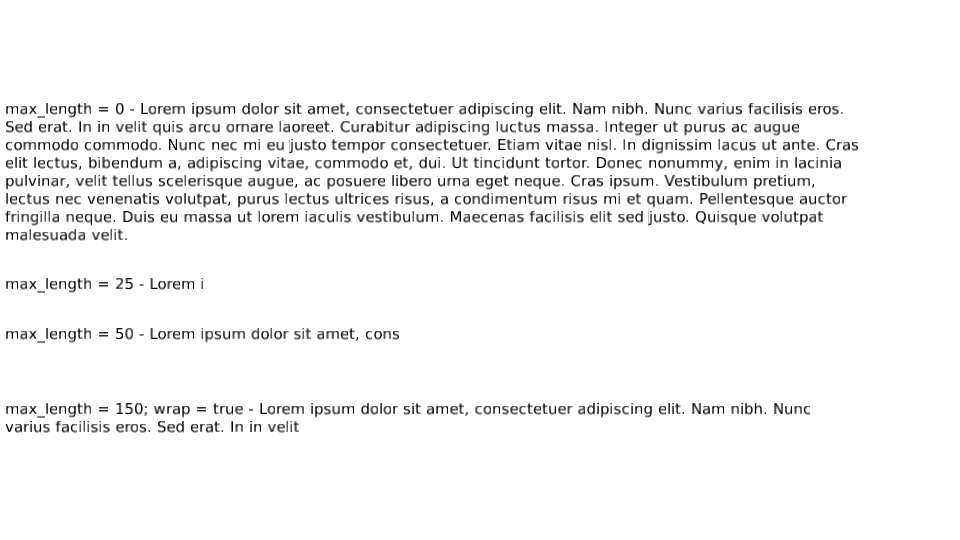 max_length = 0 - Lorem ipsum dolor sit amet, consectetuer adipiscing elit. Nam nibh. Nunc varius facilisis eros.
Sed erat. In in velit quis arcu ornare laoreet. Curabitur adipiscing luctus massa. Integer ut purus ac augue
commodo commodo. Nunc nec mi eu justo tempor consectetuer. Etiam vitae nisl. In dignissim lacus ut ante. Cras
elit lectus, bibendum a, adipiscing vitae, commodo et, dui. Ut tincidunt tortor. Donec nonummy, enim in lacinia
pulvinar, velit tellus scelerisque augue, ac posuere libero urna eget neque. Cras ipsum. Vestibulum pretium,
lectus nec venenatis volutpat, purus lectus ultrices risus, a condimentum risus mi et quam. Pellentesque auctor
fringilla neque. Duis eu massa ut lorem iaculis vestibulum. Maecenas facilisis elit sed justo. Quisque volutpat
malesuada velit.
max_length = 25 - Lorem i
max_length = 50 - Lorem ipsum dolor sit amet, cons
max_length = 150; wrap = true - Lorem ipsum dolor sit amet, consectetuer adipiscing elit. Nam nibh. Nunc
varius facilisis eros. Sed erat. In in velit